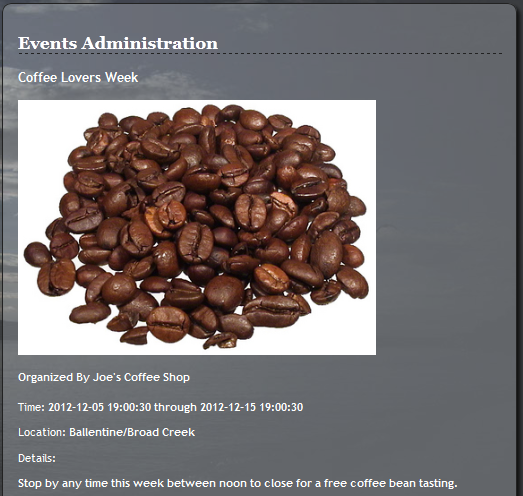 Events Administration
Coffee Lovers Week
Organized By Joe's Coffee Shop
Time: 2012-12-05 19:00:30 through 2012-12-15 19:00:30
Location: Ballentine/Broad Creek
Details:
Stop by any time this week between noon to close for a free coffee bean tasting.